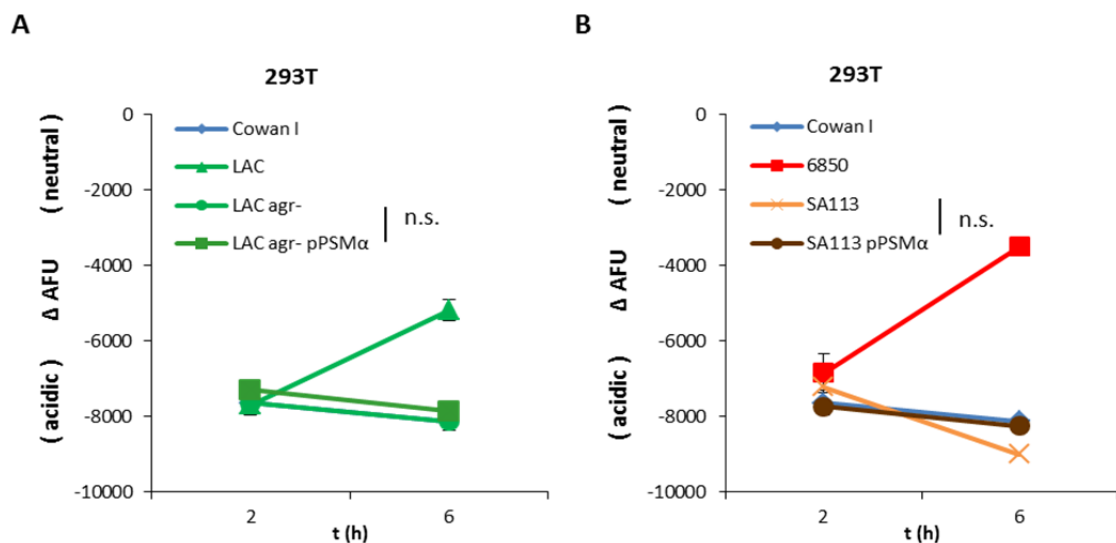 A
293T
( neutral)
Δ AFU
( acidic )
0
-2000
-4000
-6000
-8000
-10000
Cowan I
LAC
LAC agr-
LAC agr- pPSMα
n.s.
2
6
t (h)
B
293T
( neutral)
Δ AFU
( acidic )
0
-2000
-4000
-6000
-8000
-10000
Cowan I
6850
SA113
SA113 pPSMα
n.s.
2
6
t (h)